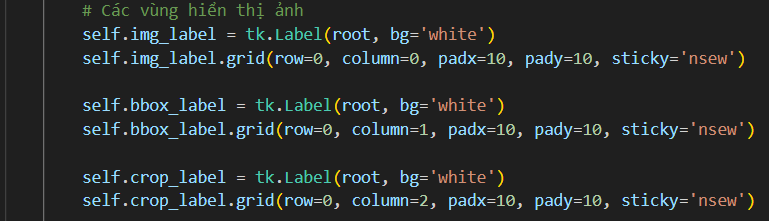 # Các vùng hiển thị ảnh
self.img_label = tk.Label(root, bg='white')
self.img_label.grid(row=0, column=0, padx=10, pady=10, sticky='nsew')
self.bbox_label = tk.Label(root, bg='white')
self.bbox_label.grid(row=0, column=1, padx=10, pady=10, sticky='nsew')
self.crop_label = tk.Label(root, bg='white')
self.crop_label.grid(row=0, column=2, padx=10, pady=10, sticky='nsew')